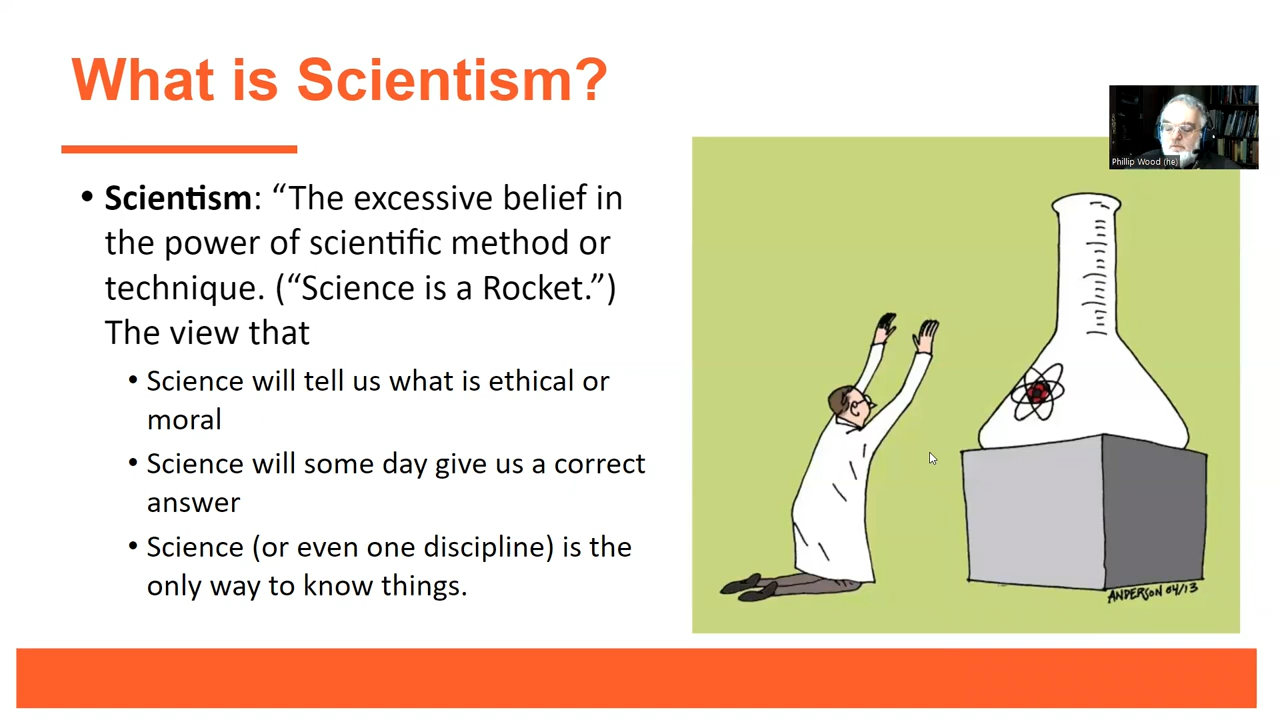 What is Scientism?
Phillip Wood (he)
• Scientism: “The excessive belief in
the power of scientific method or
technique. (“Science is a Rocket.”)
The view that
• Science will tell us what is ethical or
moral
• Science will some day give us a correct
answer
• Science (or even one discipline) is the
only way to know things.
ANDERSON 04/13